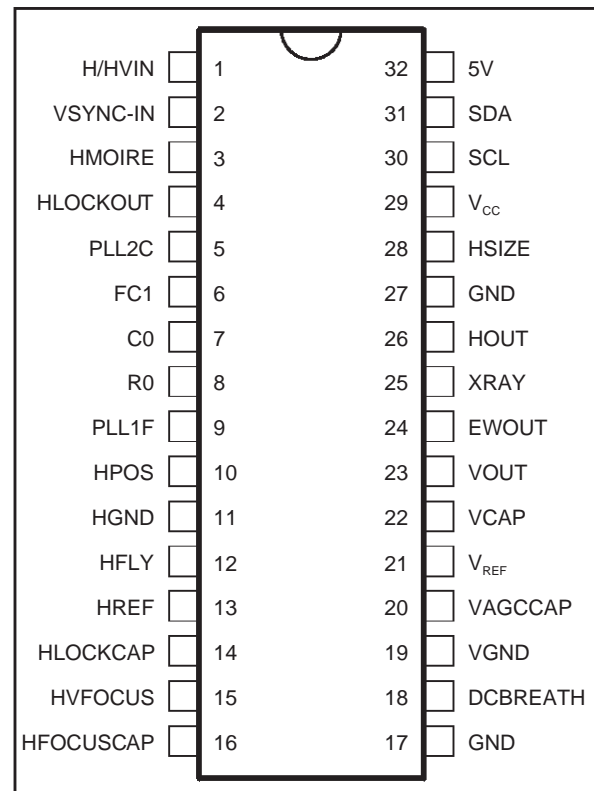 H/HVIN 1 32 5V
VSYNC-IN 2 31 SDA
HMOIRE 3 30 SCL
HLOCKOUT 4 29 VCC
PLL2C 5 28 HSIZE
FC1 6 27 GND
C0 7 26 HOUT
R0 8 25 XRAY
PLL1F 9 24 EWOUT
HPOS 10 23 VOUT
HGND 11 22 VCAP
HFLY 12 21 VREF
HREF 13 20 VAGCCAP
HLOCKCAP 14 19 VGND
HVFOCUS 15 18 DCBREATH
HFOCUSCAP 16 17 GND